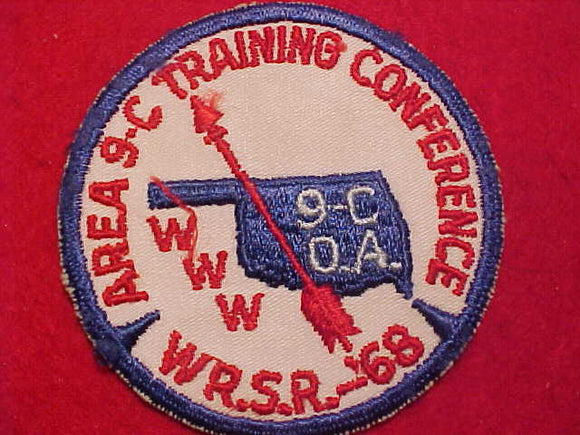 AREA 9-C TRAINING CONFERENCE
9-C
O.A.
W
W
W
W.R.S.R.-'68